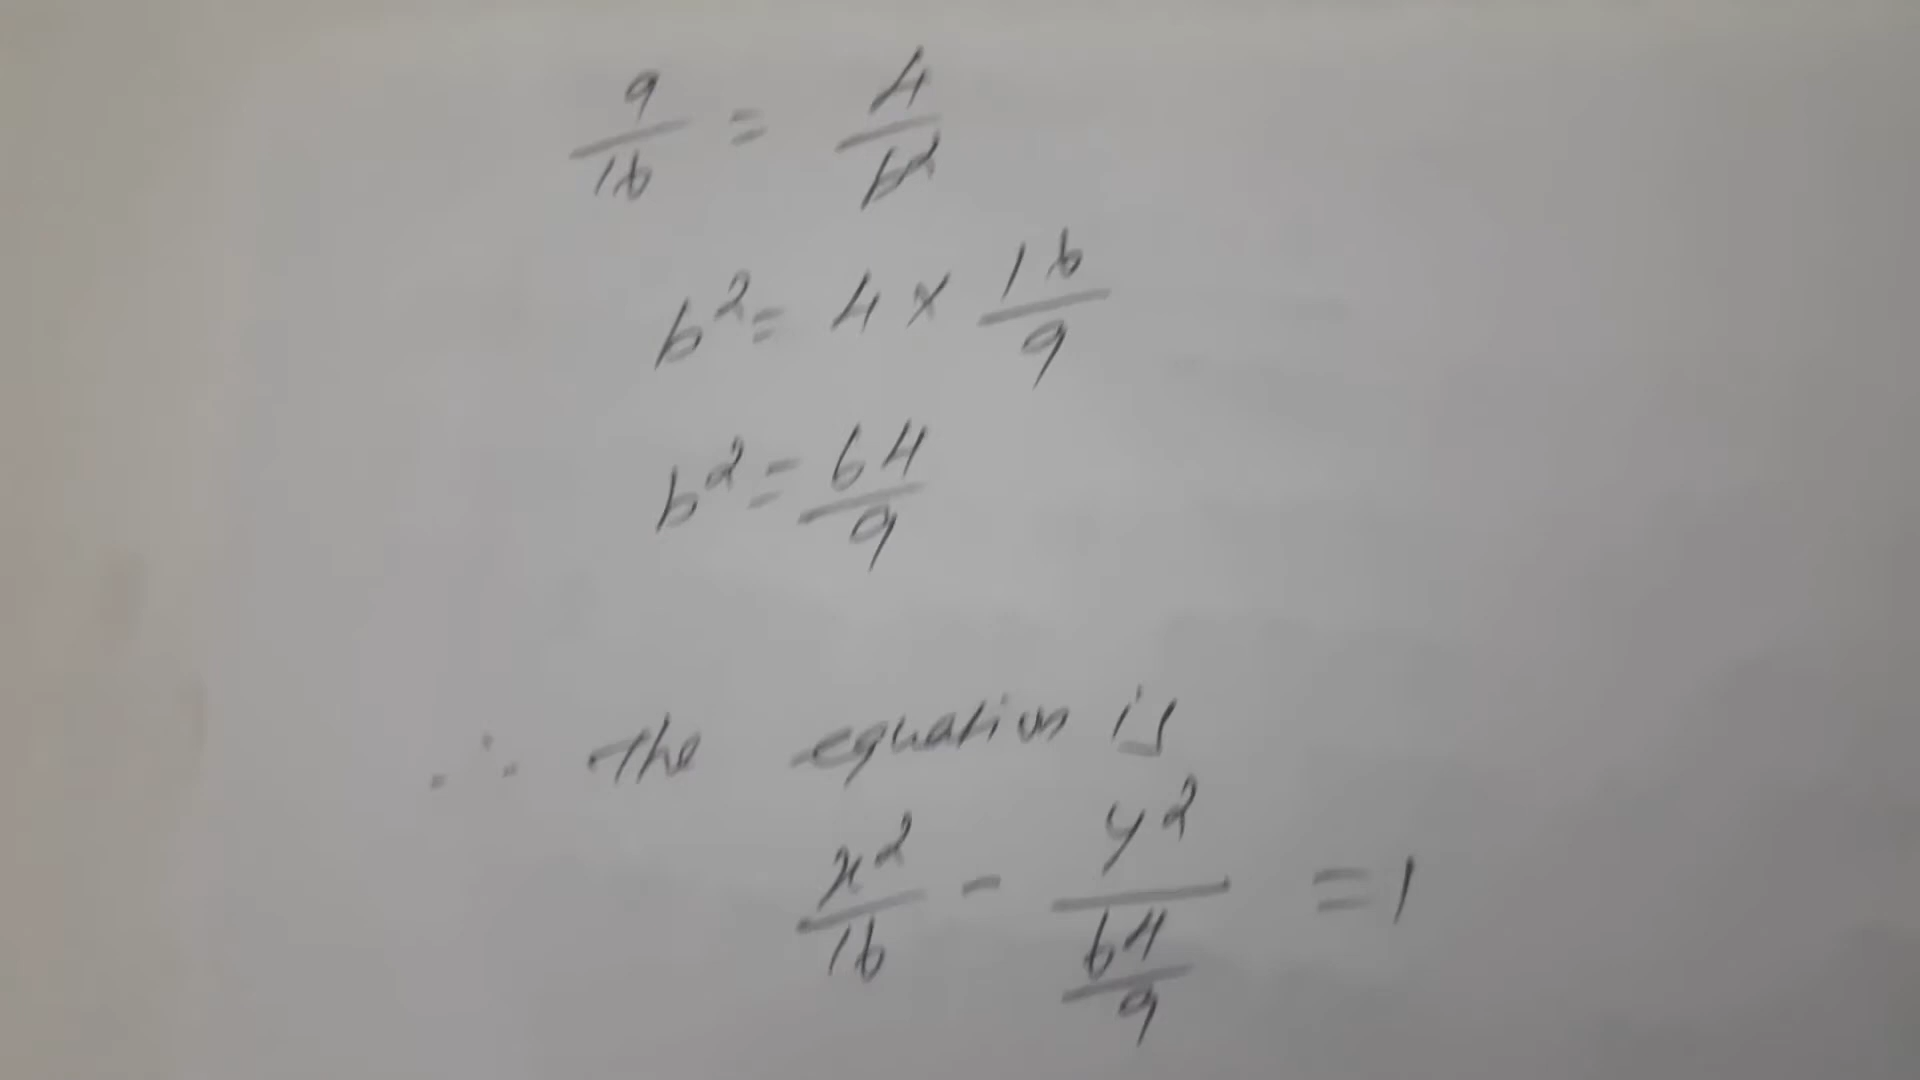 9/16 = 4/b²
b² = 4 × 16/9
b² = 64/9
∴ The equation is
x²/16 - y²/(64/9) = 1